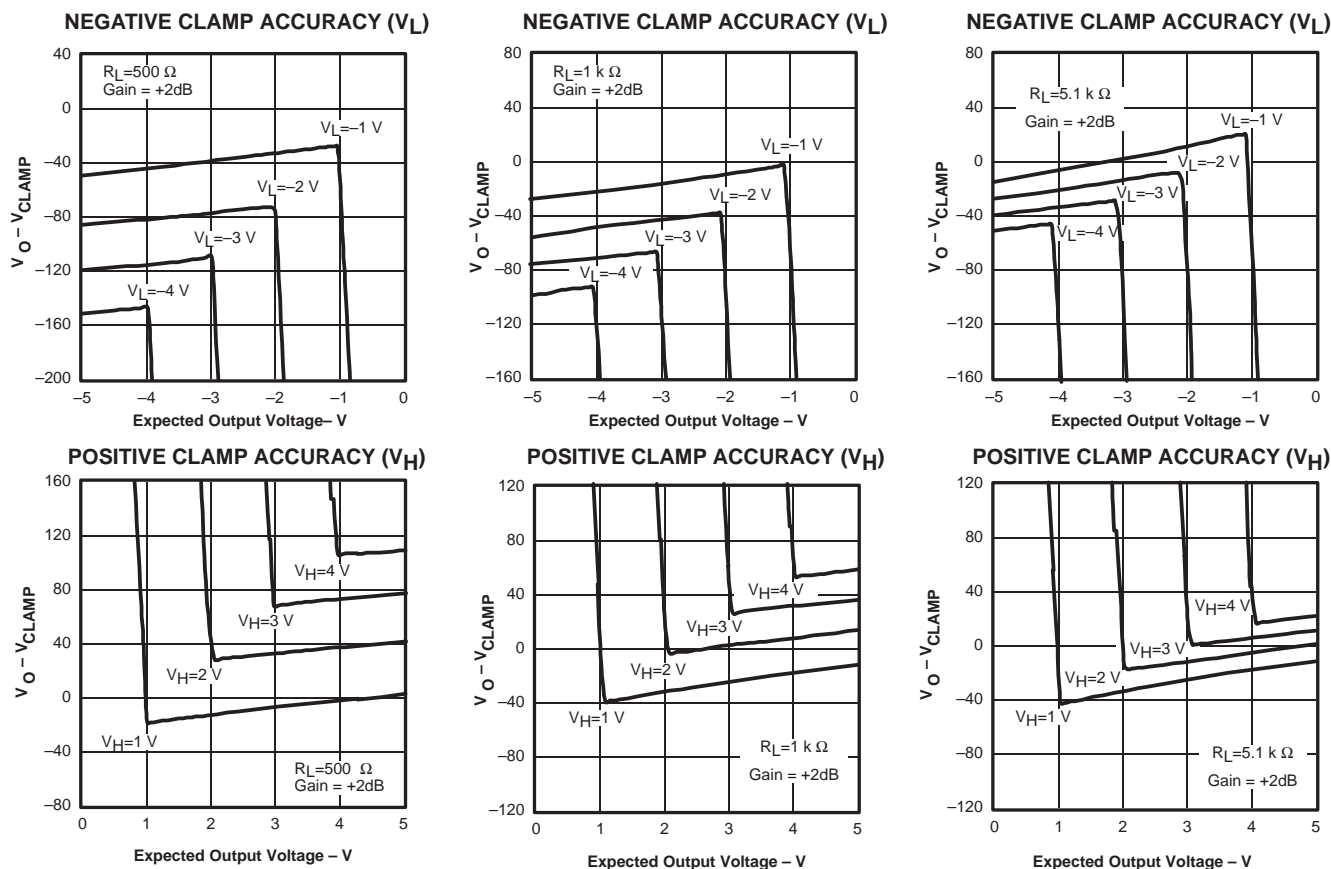 NEGATIVE CLAMP ACCURACY (VL)
40
0
–40
–80
–120
–160
–200
VO – VCLAMP
RL=500 Ω
Gain = +2dB
VL=–1 V
VL=–2 V
VL=–3 V
VL=–4 V
–5 –4 –3 –2 –1 0
Expected Output Voltage– V
NEGATIVE CLAMP ACCURACY (VL)
80
40
0
–40
–80
–120
–160
VO – VCLAMP
RL=1 k Ω
Gain = +2dB
VL=–1 V
VL=–2 V
VL=–3 V
VL=–4 V
–5 –4 –3 –2 –1 0
Expected Output Voltage – V
NEGATIVE CLAMP ACCURACY (VL)
80
40
0
–40
–80
–120
–160
VO – VCLAMP
RL=5.1 k Ω
Gain = +2dB
VL=–1 V
VL=–2 V
VL=–3 V
VL=–4 V
–5 –4 –3 –2 –1 0
Expected Output Voltage – V
POSITIVE CLAMP ACCURACY (VH)
160
120
80
40
0
–40
–80
VO – VCLAMP
VH=4 V
VH=3 V
VH=2 V
VH=1 V
RL=500 Ω
Gain = +2dB
0 1 2 3 4 5
Expected Output Voltage – V
POSITIVE CLAMP ACCURACY (VH)
120
80
40
0
–40
–80
–120
VO – VCLAMP
VH=4 V
VH=3 V
VH=2 V
VH=1 V
RL=1 k Ω
Gain = +2dB
0 1 2 3 4 5
Expected Output Voltage – V
POSITIVE CLAMP ACCURACY (VH)
120
80
40
0
–40
–80
–120
VO – VCLAMP
VH=4 V
VH=3 V
VH=2 V
VH=1 V
RL=5.1 k Ω
Gain = +2dB
0 1 2 3 4 5
Expected Output Voltage – V